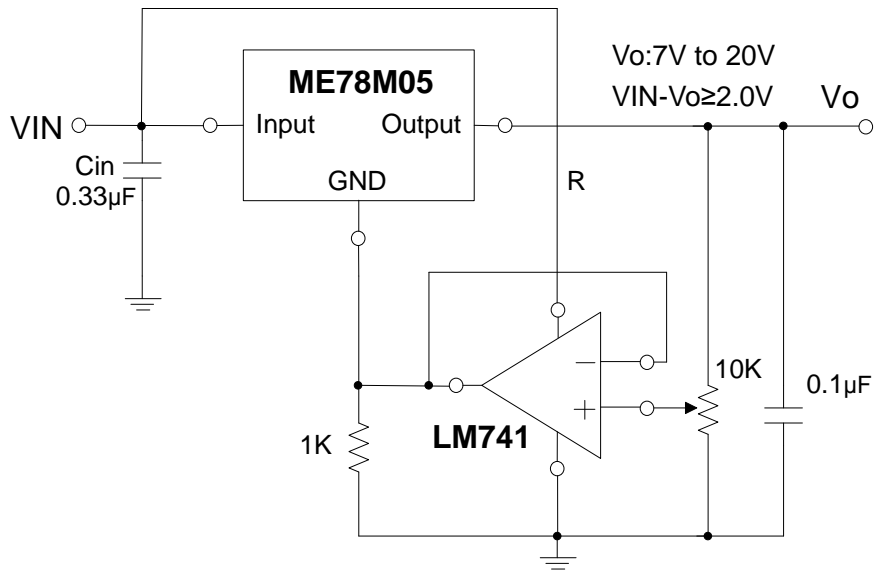 Vo:7V to 20V
ME78M05
VIN-Vo≥2.0V
Vo
VIN
Input
Output
Cin
0.33μF
GND
R
−
10K
0.1μF
+
LM741
1K